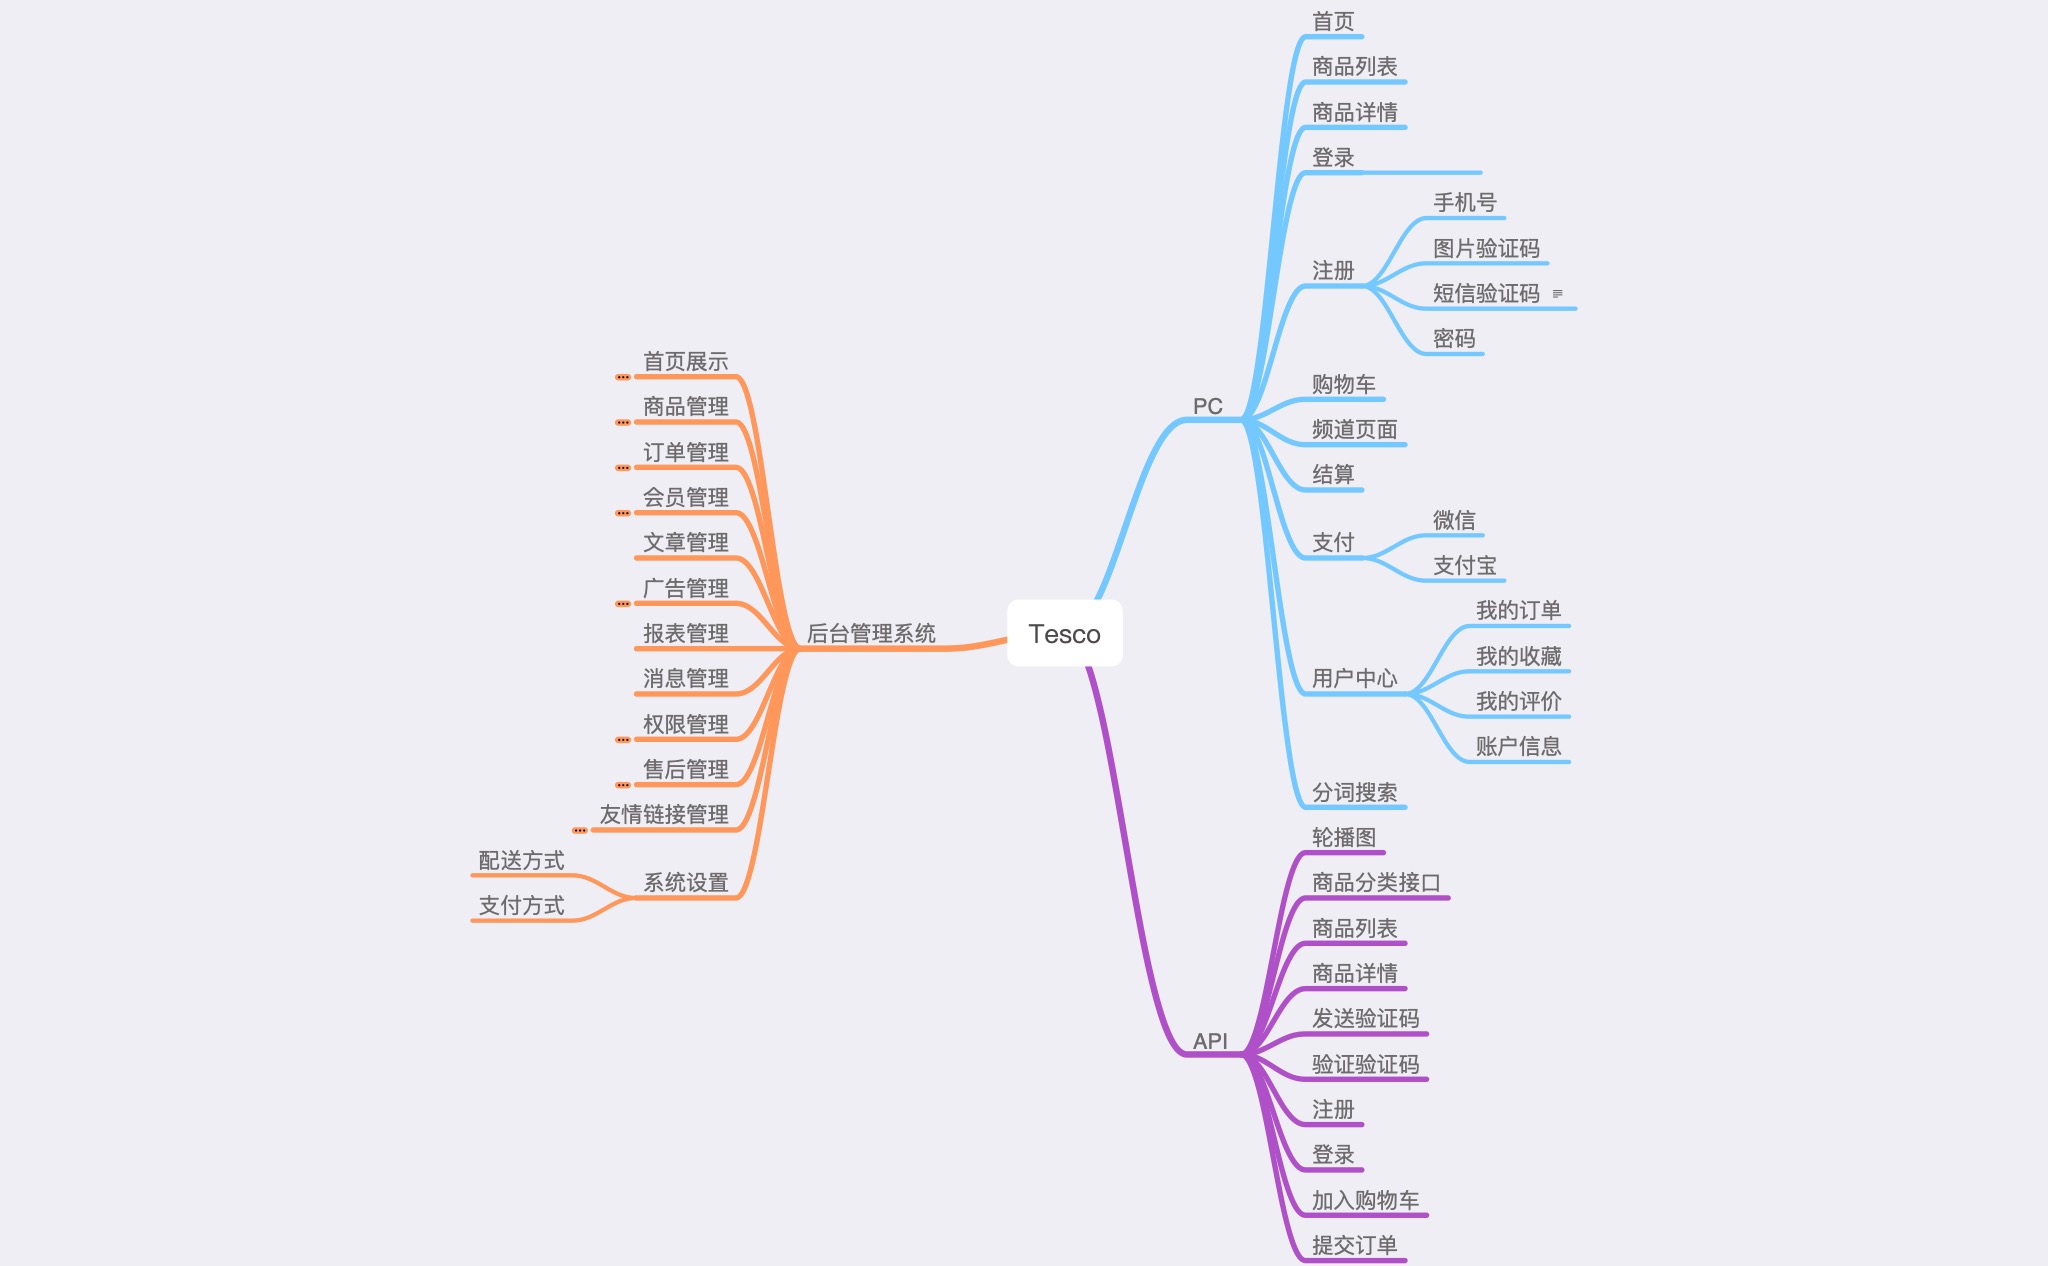 Tesco
PC
首页
商品列表
商品详情
登录
注册
手机号
图片验证码
短信验证码
密码
购物车
频道页面
结算
支付
微信
支付宝
用户中心
我的订单
我的收藏
我的评价
账户信息
分词搜索
API
轮播图
商品分类接口
商品列表
商品详情
发送验证码
验证验证码
注册
登录
加入购物车
提交订单
后台管理系统
首页展示
商品管理
订单管理
会员管理
文章管理
广告管理
报表管理
消息管理
权限管理
售后管理
友情链接管理
系统设置
配送方式
支付方式